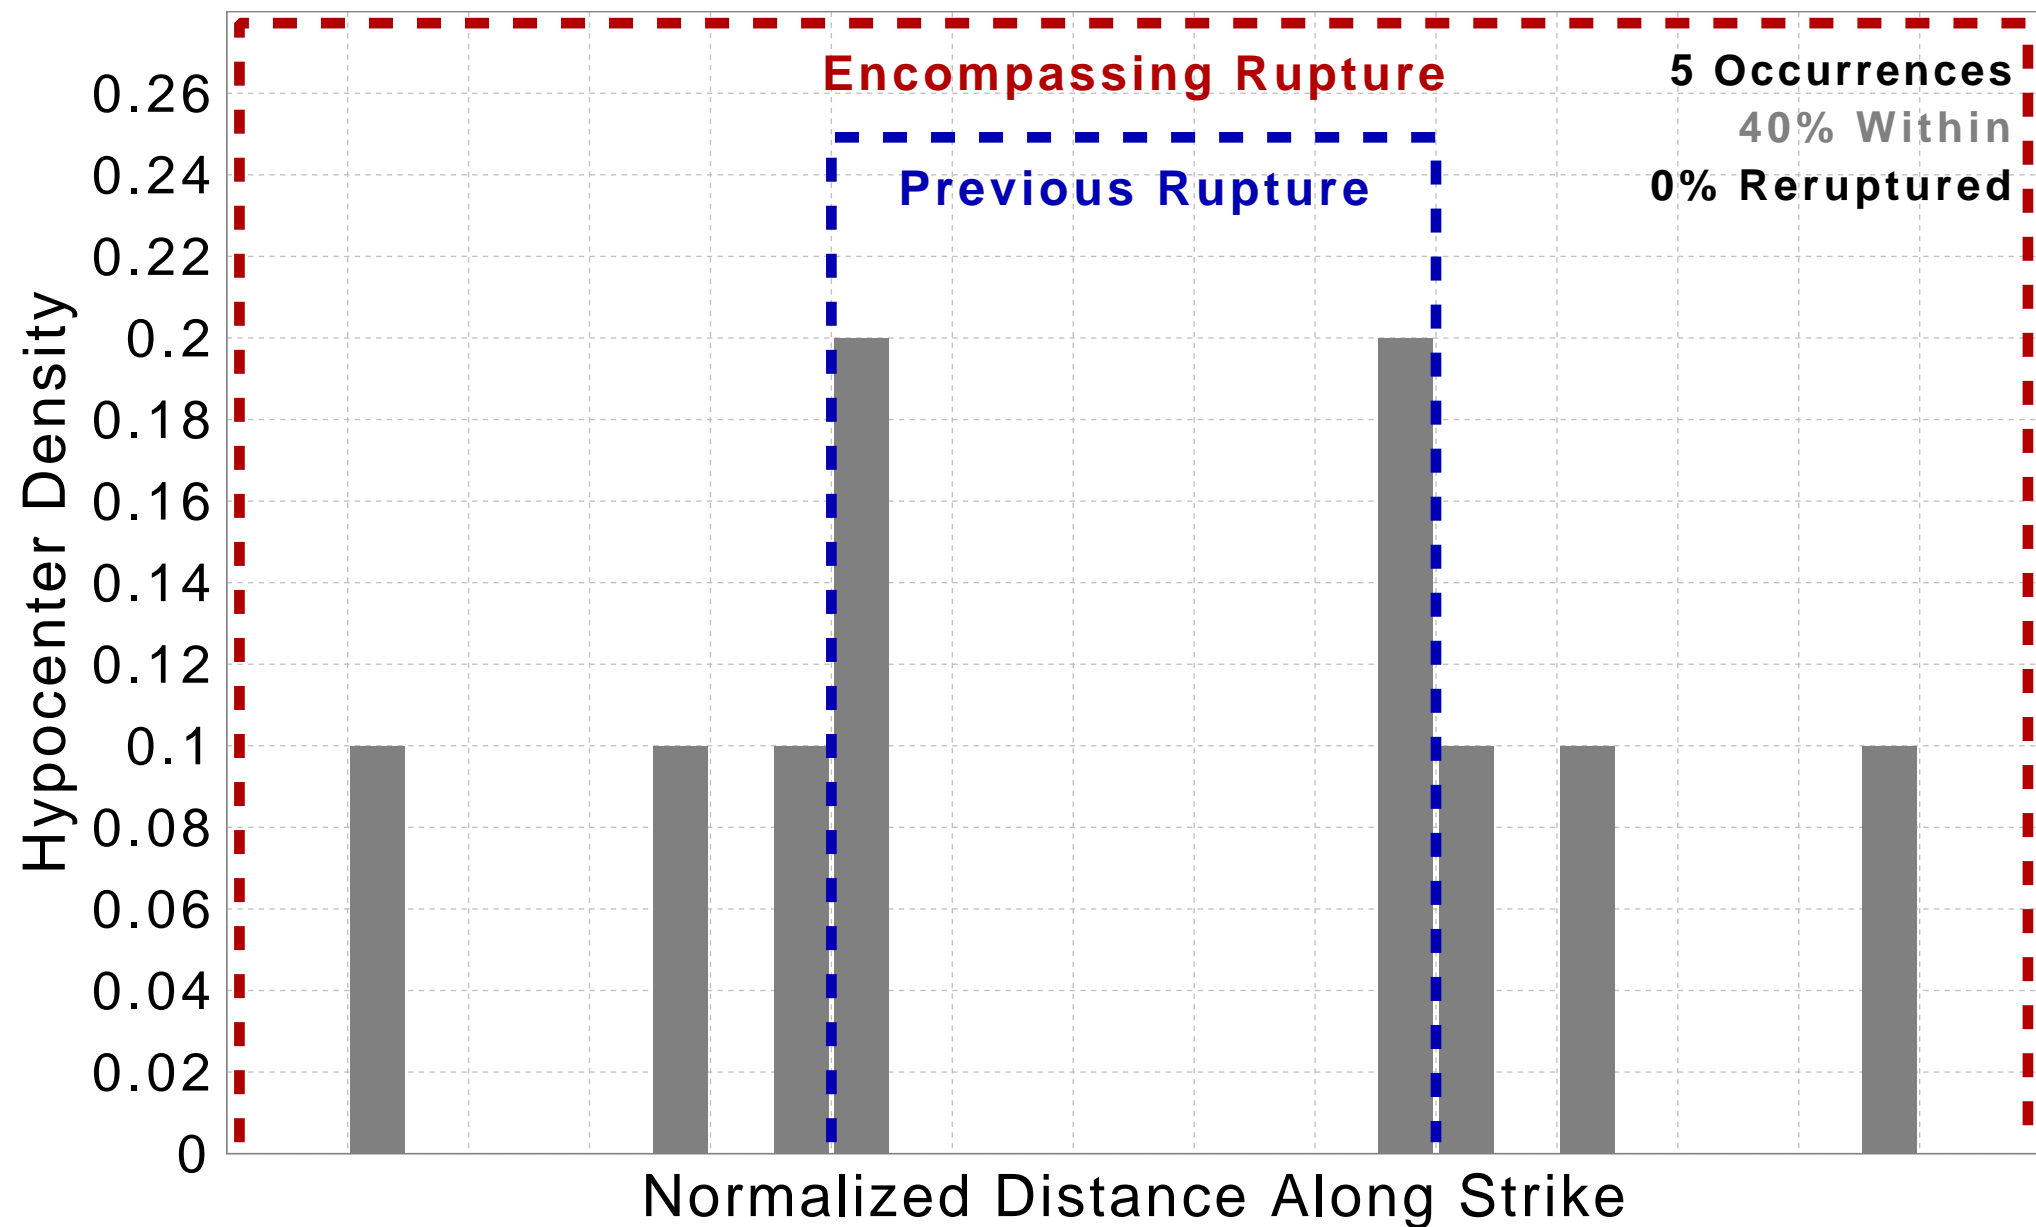 Encompassing Rupture
5 Occurrences
40% Within
0% Reruptured
Previous Rupture
Hypocenter Density
0.26
0.24
0.22
0.2
0.18
0.16
0.14
0.12
0.1
0.08
0.06
0.04
0.02
0
Normalized Distance Along Strike